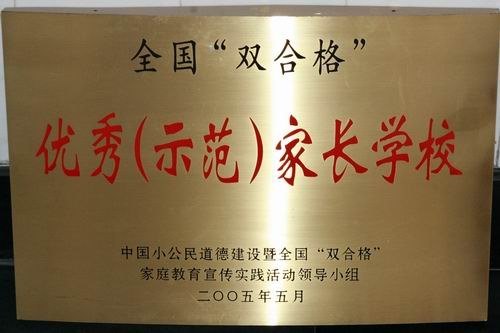 全国“双合格”
优秀(示范)家长学校
中国小公民道德建设暨全国“双合格”
家庭教育宣传实践活动领导小组
二〇〇五年五月